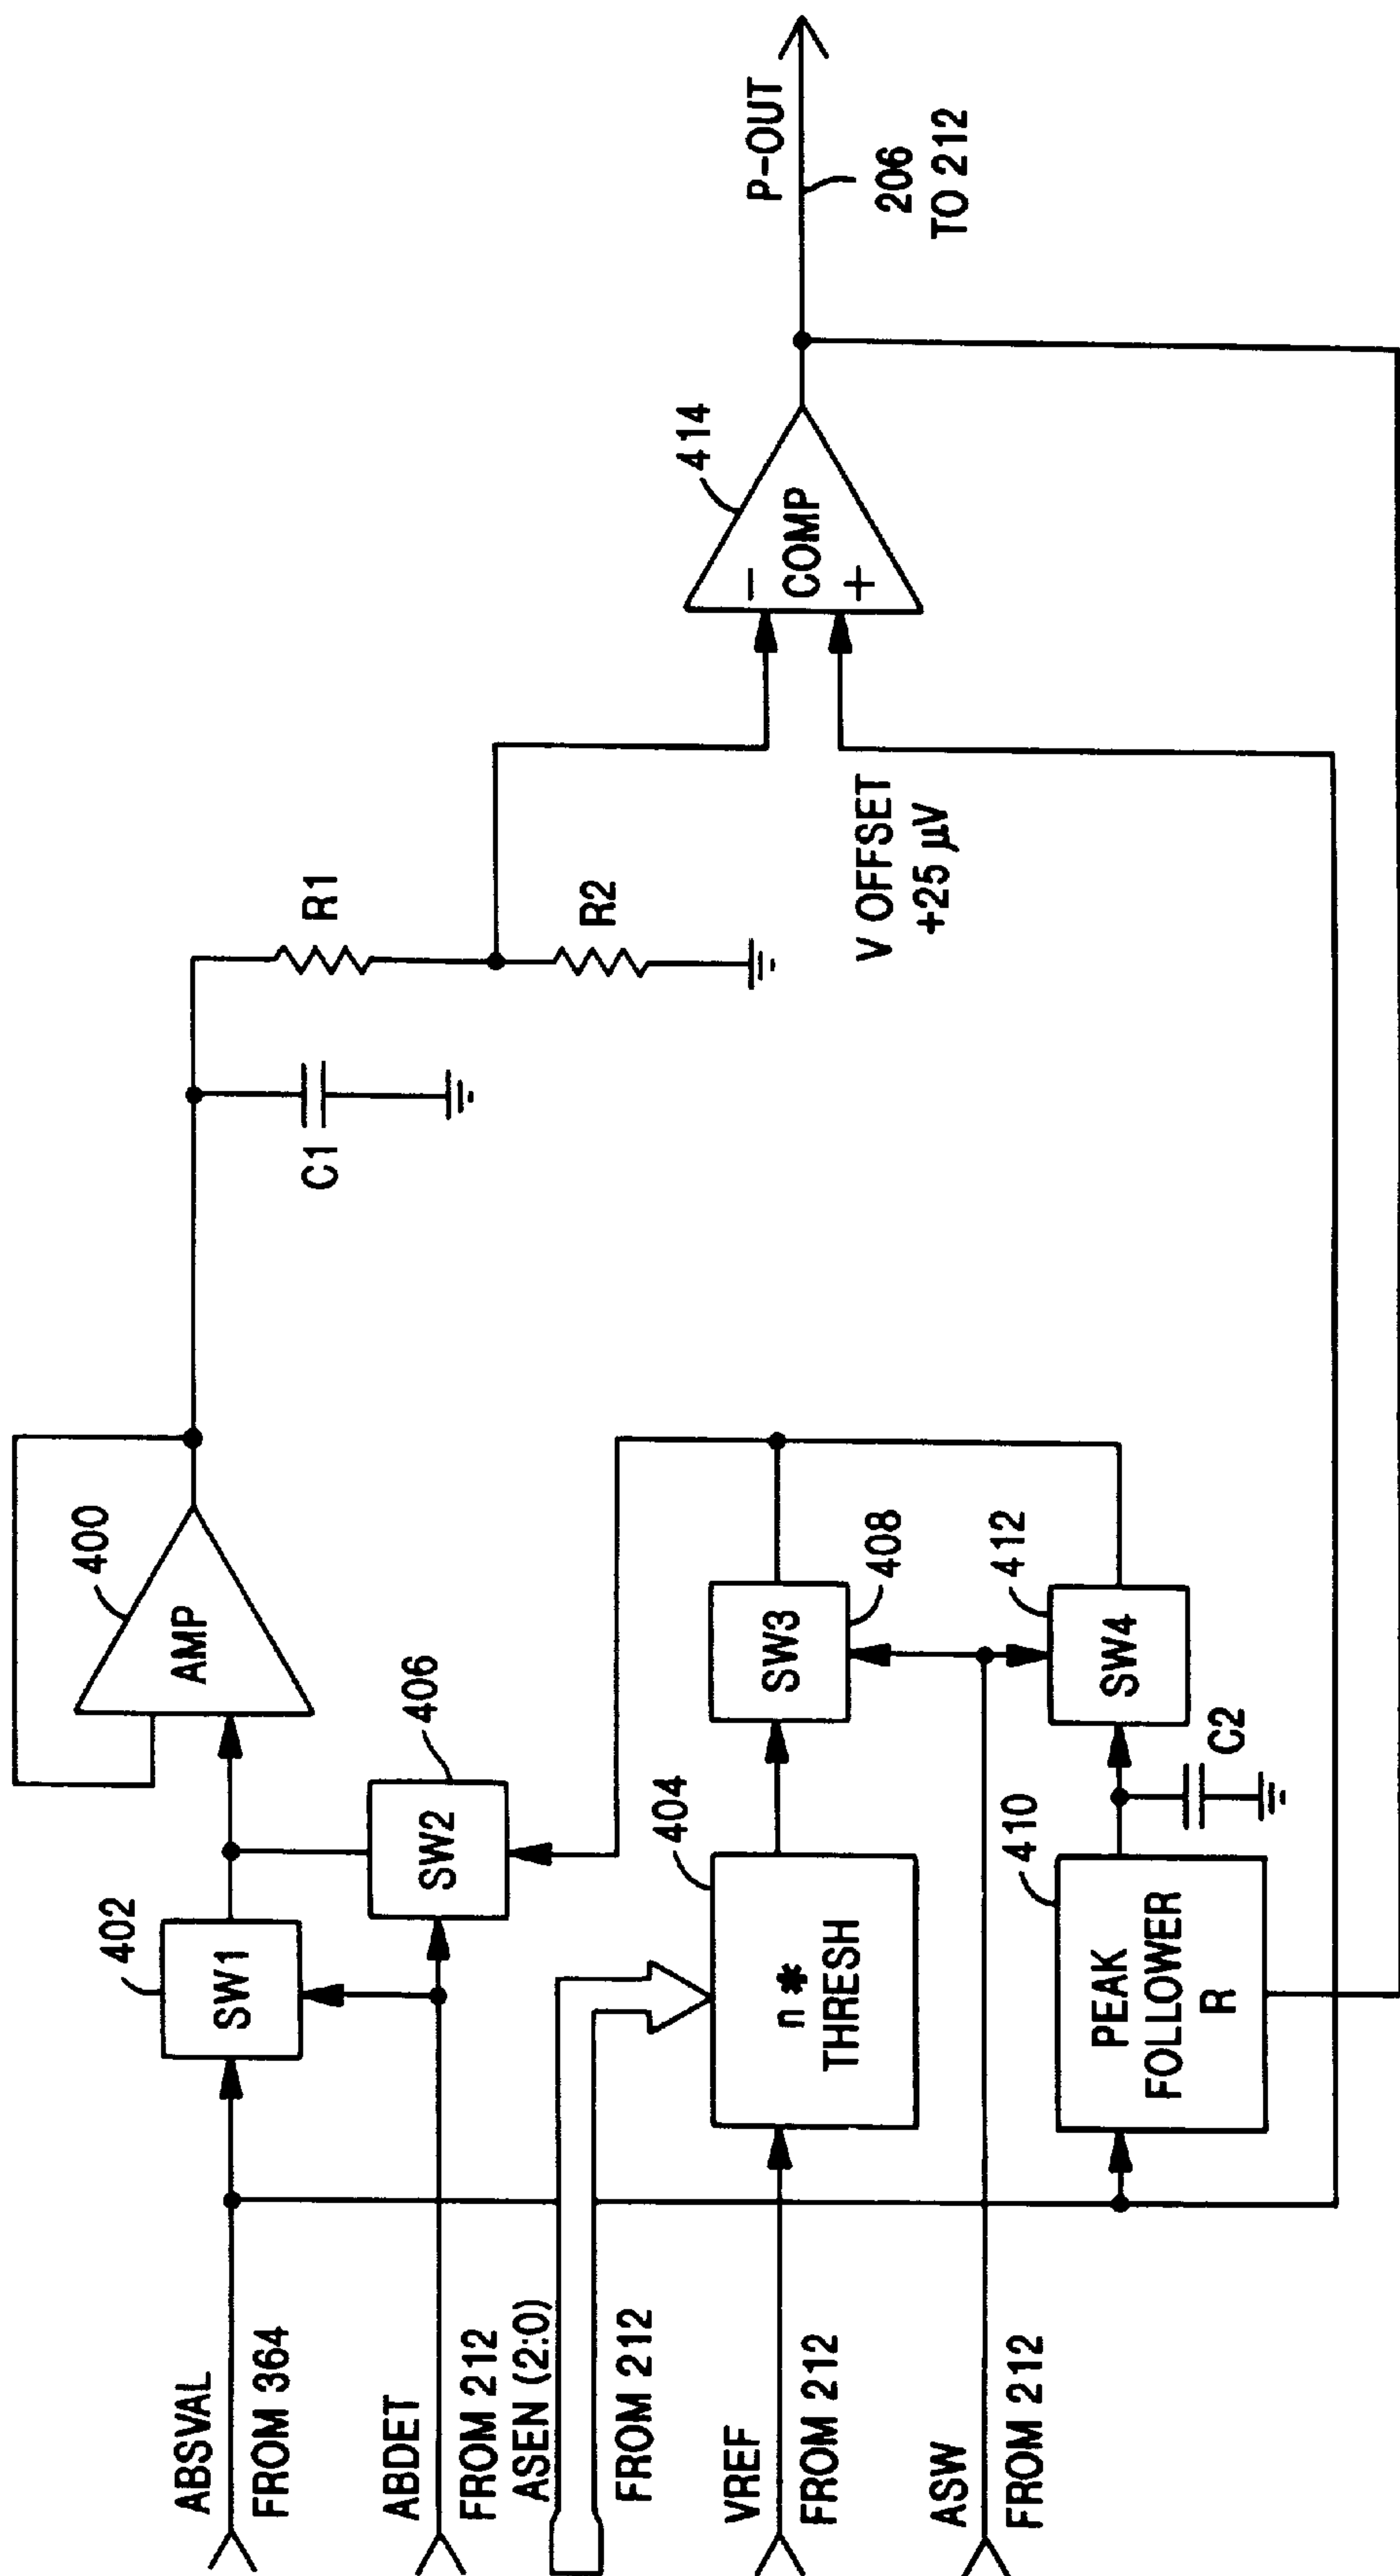 ABSVAL
FROM 364
ABDET
FROM 212
ASEN (2:0)
FROM 212
VREF
FROM 212
ASW
FROM 212
402
SW1
406
SW2
400
AMP
404
n *
THRESH
SW3
408
410
PEAK
FOLLOWER
R
C2
412
SW4
C1
R1
R2
V OFFSET
+25 µV
414
−
COMP
+
P-OUT
206
TO 212